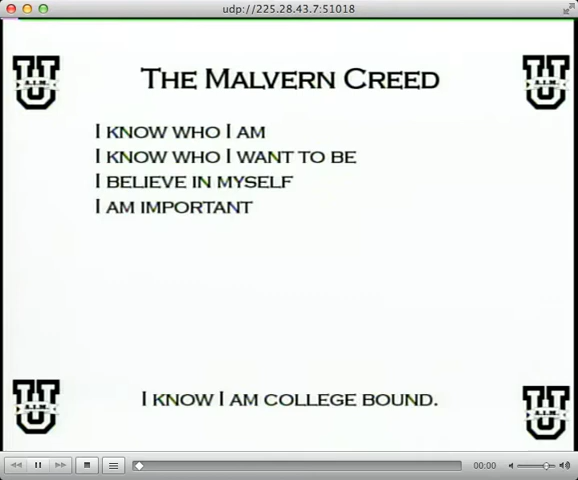 udp://225.28.43.7:51018
THE MALVERN CREED
I KNOW WHO I AM
I KNOW WHO I WANT TO BE
I BELIEVE IN MYSELF
I AM IMPORTANT
I KNOW I AM COLLEGE BOUND.
00:00